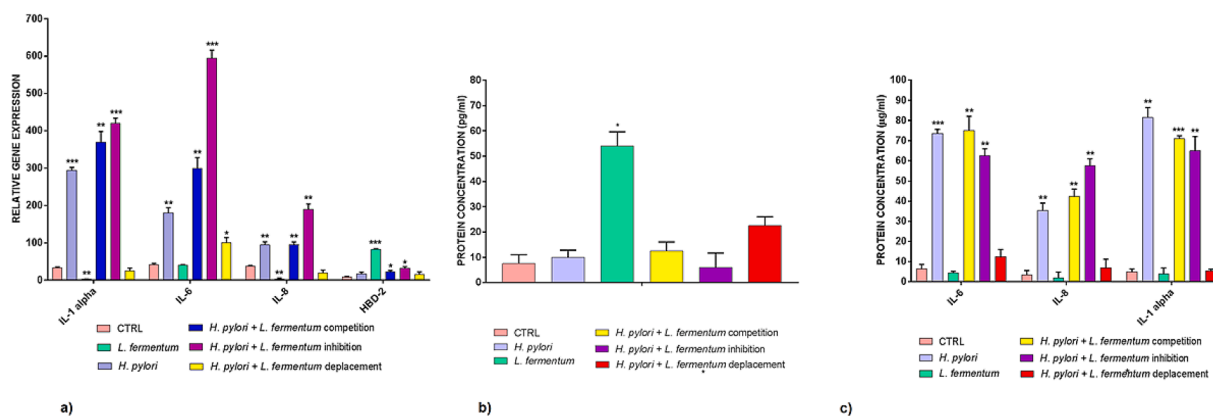 700
600
500
400
300
200
100
0
RELATIVE GENE EXPRESSION
***
**
**
***
**
**
***
*
**
**
**
**
***
*
*
IL-1 alpha
IL-6
IL-8
HBD-2
CTRL
L. fermentum
H. pylori
H. pylori + L. fermentum competition
H. pylori + L. fermentum inhibition
H. pylori + L. fermentum deplacement
a)
80
70
60
50
40
30
20
10
0
PROTEIN CONCENTRATION (pg/ml)
*
CTRL
H. pylori
L. fermentum
H. pylori + L. fermentum competition
H. pylori + L. fermentum inhibition
H. pylori + L. fermentum deplacement
*
b)
100
90
80
70
60
50
40
30
20
10
0
PROTEIN CONCENTRATION (pg/ml)
***
**
**
**
**
**
**
***
**
IL-6
IL-8
IL-1 alpha
CTRL
H. pylori
L. fermentum
H. pylori + L. fermentum competition
H. pylori + L. fermentum inhibition
H. pylori + L. fermentum deplacement
c)